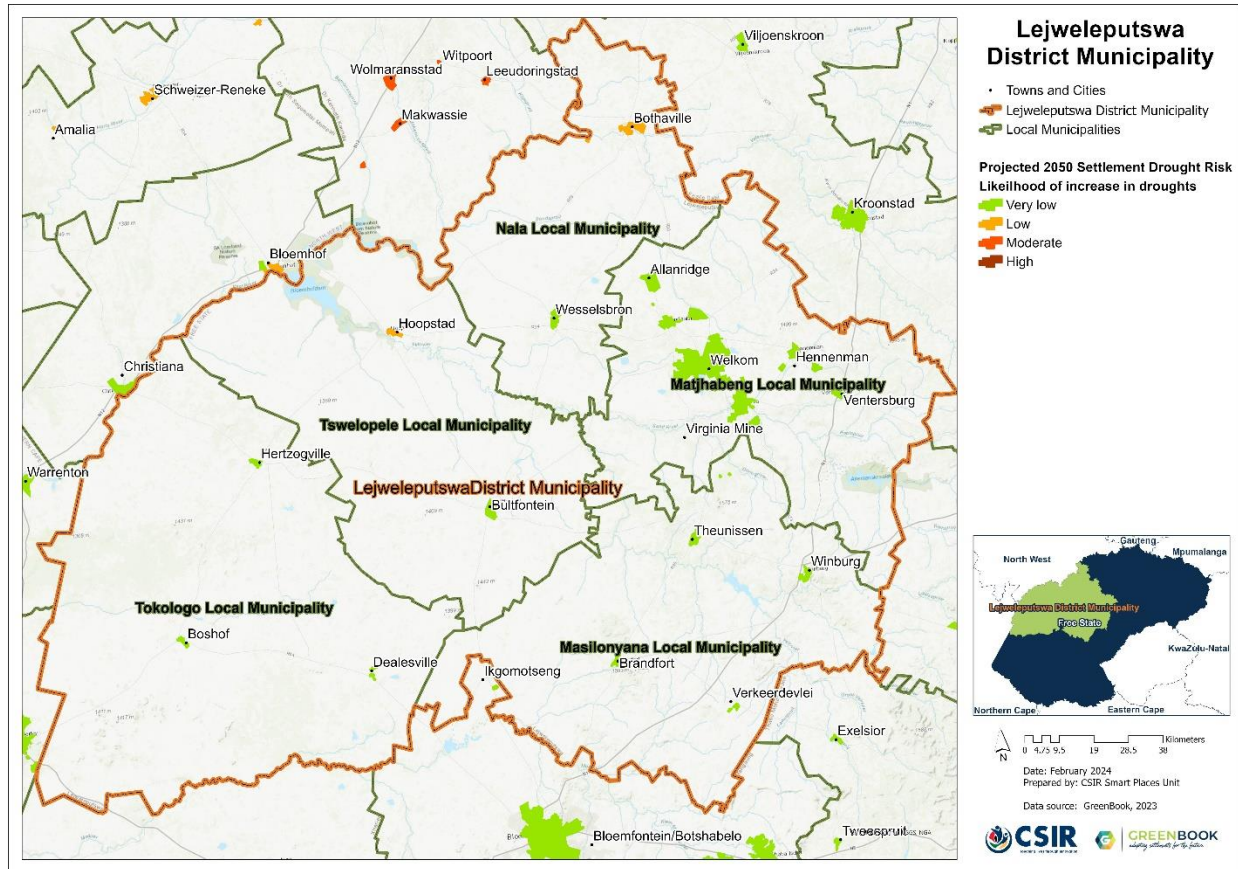 Lejweleputswa
District Municipality
Towns and Cities
Lejweleputswa District Municipality
Local Municipalities
Projected 2050 Settlement Drought Risk
Likelihood of increase in droughts
Very low
Low
Moderate
High
Viljoenskroon
Witpoort
Wolmaransstad
Leeudoringstad
Schweizer-Reneke
Makwassie
Amalia
Bothaville
Kroonstad
Nala Local Municipality
Bloemhof
Allanridge
Wesselsbron
Hoopstad
Christiana
Welkom
Hennenman
Matjhabeng Local Municipality
Ventersburg
Tswelopele Local Municipality
Virginia Mine
Hertzogville
Warrenton
LejweleputswaDistrict Municipality
Bultfontein
Theunissen
Winburg
Tokologo Local Municipality
Boshof
Masilonyana Local Municipality
Brandfort
Dealesville
Ikgomotseng
Verkeerdevlei
Exelsior
Bloemfontein/Botshabelo
Tweespruit
Gauteng
North West
Mpumalanga
Lejweleputswa District Municipality
Free State
KwaZulu-Natal
Northern Cape
Eastern Cape
Kilometers
0 4.75 9.5 19 28.5 38
N
Date: February 2024
Prepared by: CSIR Smart Places Unit
Data source: GreenBook, 2023
CSIR
GREENBOOK
adapting settlements for the future